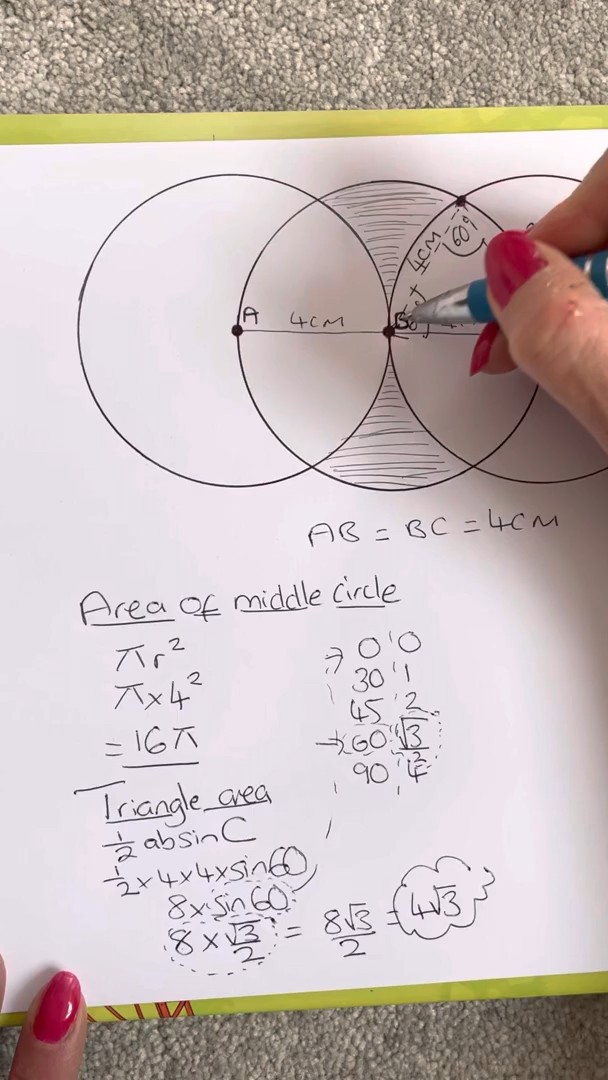 60°
4CM
A 4CM B
AB = BC = 4CM
Area of middle circle
πr²
π×4²
= 16π
→ 0 0
30 1
45 2
→ 60 √3/2
90 4
Triangle area
½ absinC
½×4×4×sin60
8×sin60
8 × √3/2 = 8√3/2 = 4√3